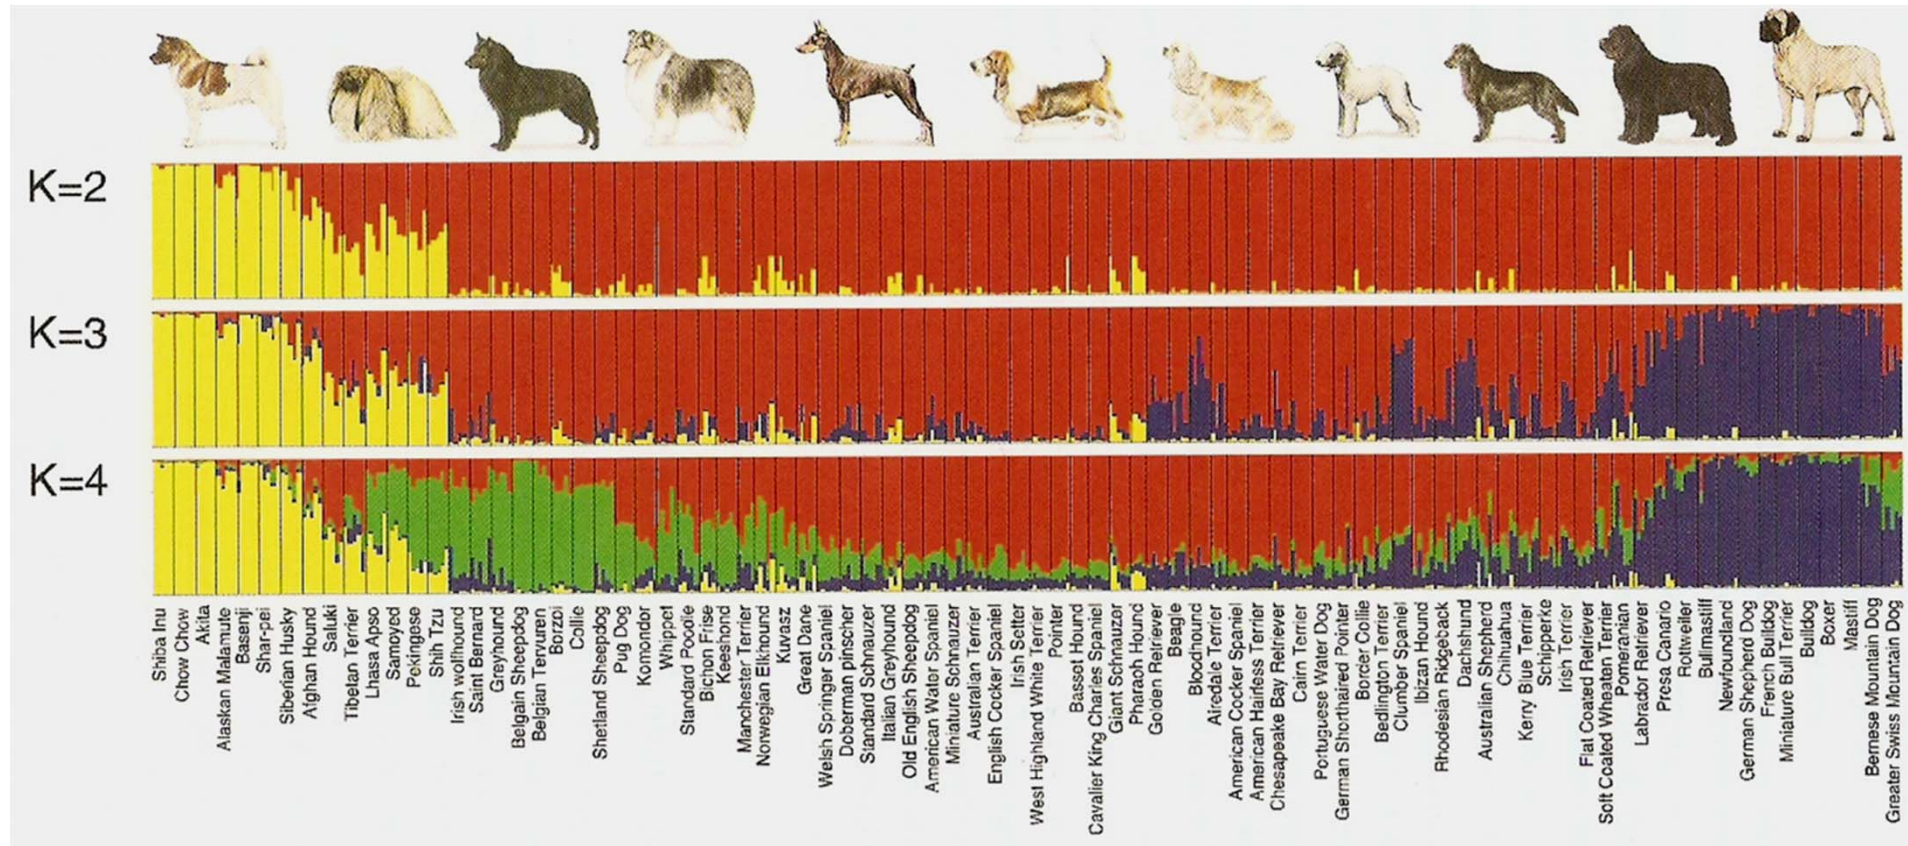 K=2
K=3
K=4
Shiba Inu
Chow Chow
Akita
Alaskan Malamute
Basenji
Shar-pei
Siberian Husky
Afghan Hound
Saluki
Tibetan Terrier
Lhasa Apso
Samoyed
Pekingese
Shih Tzu
Irish wolfhound
Saint Bernard
Greyhound
Belgain Sheepdog
Belgian Tervuren
Borzoi
Collie
Shetland Sheepdog
Pug Dog
Komondor
Whippet
Standard Poodle
Bichon Frise
Keeshond
Manchester Terrier
Norwegian Elkhound
Kuvasz
Great Dane
Welsh Springer Spaniel
Doberman pinscher
Standard Schnauzer
Italian Greyhound
Old English Sheepdog
American Water Spaniel
Miniature Schnauzer
Australian Terrier
English Cocker Spaniel
Irish Setter
West Highland White Terrier
Pointer
Basset Hound
Cavalier King Charles Spaniel
Giant Schnauzer
Pharaoh Hound
Golden Retriever
Beagle
Bloodhound
Airedale Terrier
American Cocker Spaniel
American Hairless Terrier
Chesapeake Bay Retriever
Cairn Terrier
Portuguese Water Dog
German Shorthaired Pointer
Border Collie
Bedlington Terrier
Clumber Spaniel
Ibizan Hound
Rhodesian Ridgeback
Dachshund
Australian Shepherd
Chihuahua
Kerry Blue Terrier
Schipperke
Irish Terrier
Flat Coated Retriever
Soft Coated Wheaten Terrier
Pomeranian
Labrador Retriever
Presa Canario
Rottweiler
Bullmastiff
Newfoundland
German Shepherd Dog
French Bulldog
Miniature Bull Terrier
Bulldog
Boxer
Mastiff
Bernese Mountain Dog
Greater Swiss Mountain Dog